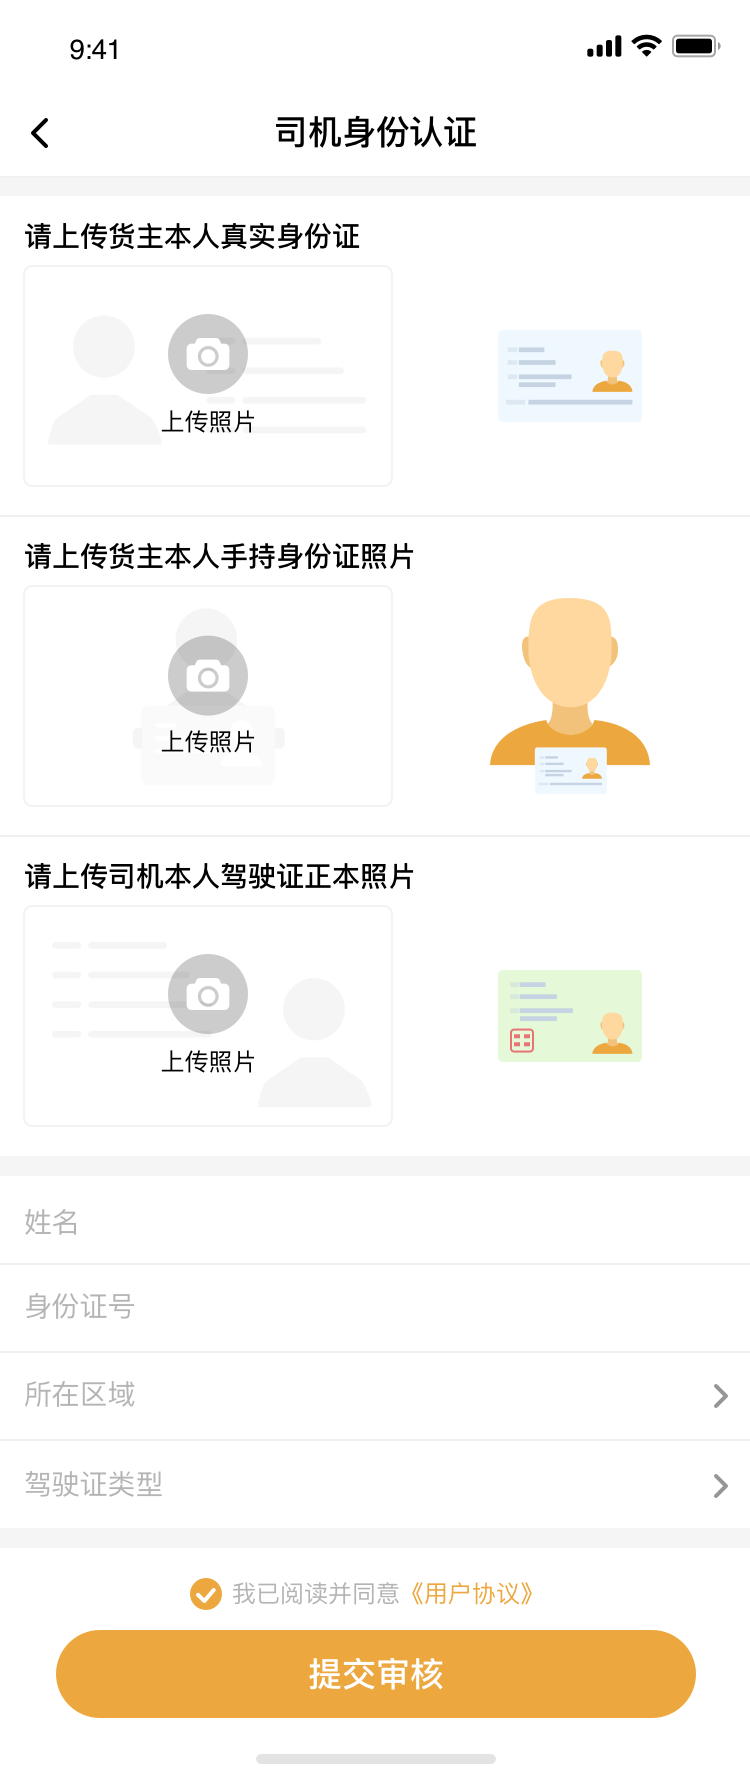 9:41
司机身份认证
请上传货主本人真实身份证
上传照片
请上传货主本人手持身份证照片
上传照片
请上传司机本人驾驶证正本照片
上传照片
姓名
身份证号
所在区域
驾驶证类型
我已阅读并同意《用户协议》
提交审核